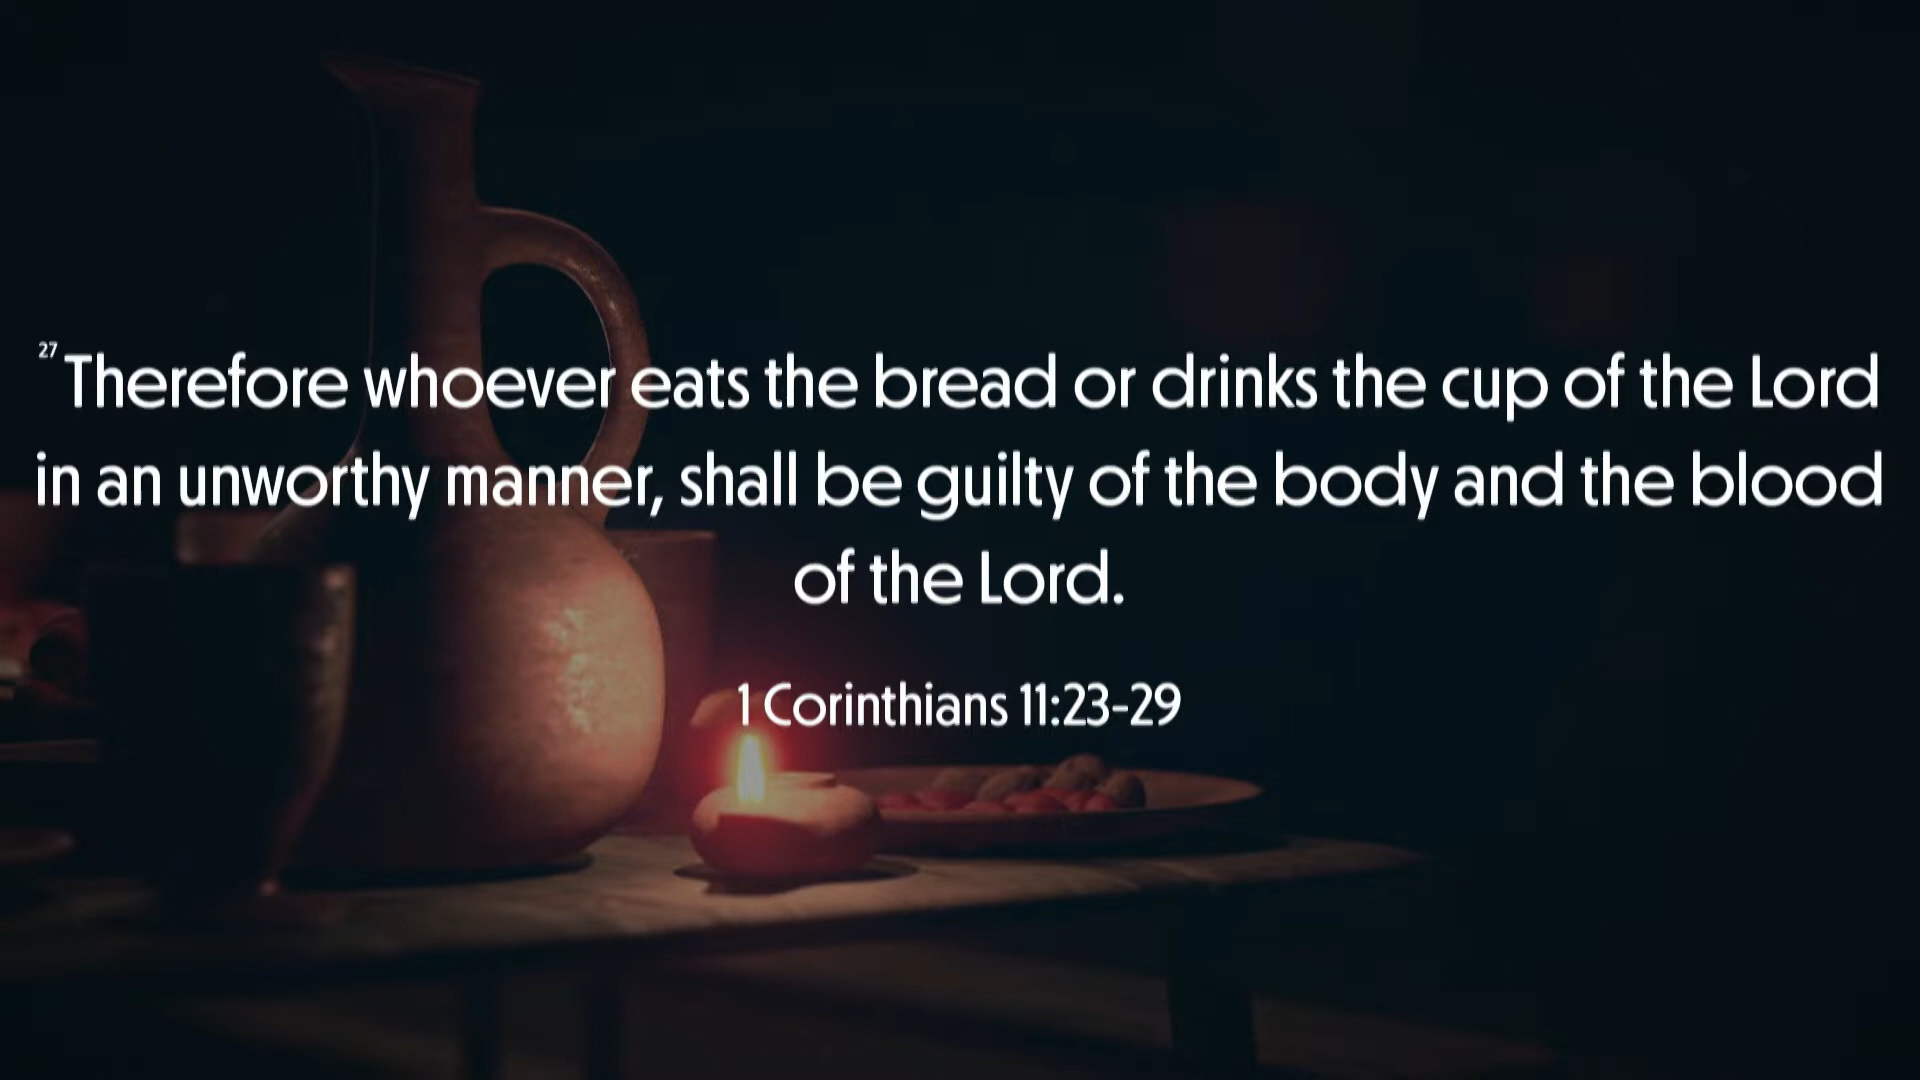 27 Therefore whoever eats the bread or drinks the cup of the Lord
in an unworthy manner, shall be guilty of the body and the blood
of the Lord.
1 Corinthians 11:23-29